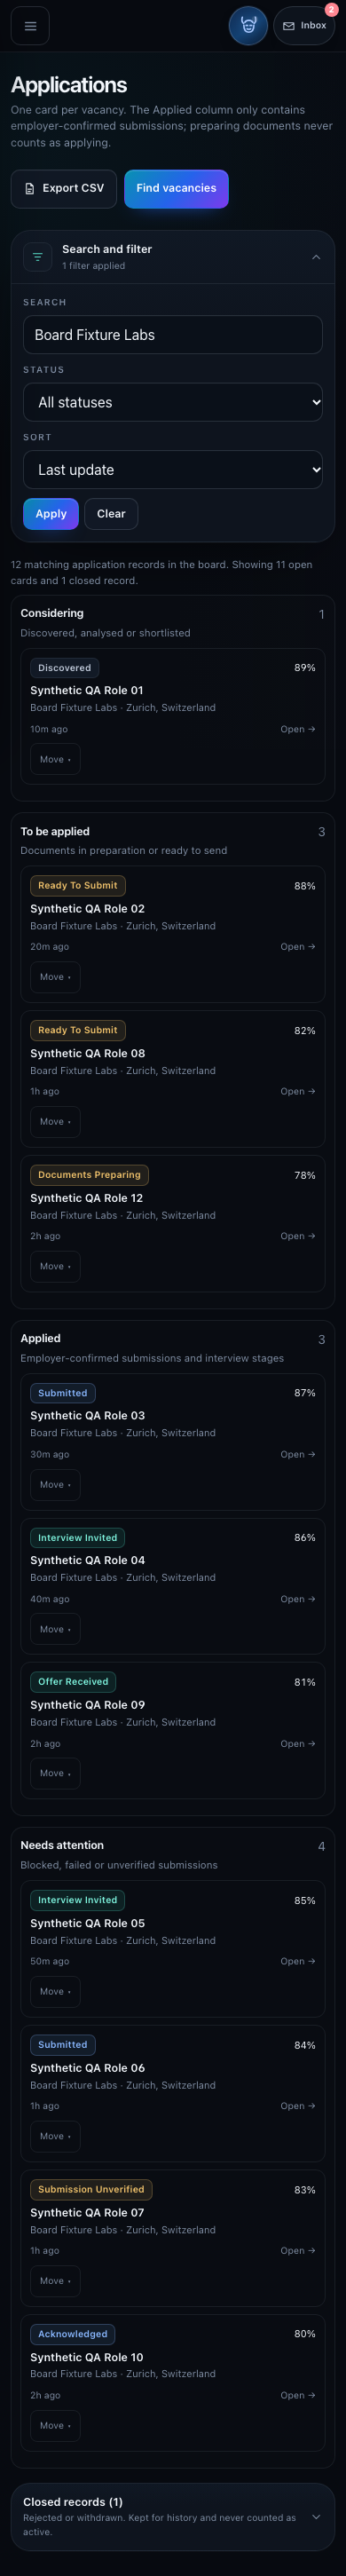 2
Inbox
Applications
One card per vacancy. The Applied column only contains
employer-confirmed submissions; preparing documents never
counts as applying.
Export CSV
Find vacancies
Search and filter
1 filter applied
SEARCH
Board Fixture Labs
STATUS
All statuses
SORT
Last update
Apply
Clear
12 matching application records in the board. Showing 11 open
cards and 1 closed record.
Considering 1
Discovered, analysed or shortlisted
Discovered 89%
Synthetic QA Role 01
Board Fixture Labs · Zurich, Switzerland
10m ago Open →
Move
To be applied 3
Documents in preparation or ready to send
Ready To Submit 88%
Synthetic QA Role 02
Board Fixture Labs · Zurich, Switzerland
20m ago Open →
Move
Ready To Submit 82%
Synthetic QA Role 08
Board Fixture Labs · Zurich, Switzerland
1h ago Open →
Move
Documents Preparing 78%
Synthetic QA Role 12
Board Fixture Labs · Zurich, Switzerland
2h ago Open →
Move
Applied 3
Employer-confirmed submissions and interview stages
Submitted 87%
Synthetic QA Role 03
Board Fixture Labs · Zurich, Switzerland
30m ago Open →
Move
Interview Invited 86%
Synthetic QA Role 04
Board Fixture Labs · Zurich, Switzerland
40m ago Open →
Move
Offer Received 81%
Synthetic QA Role 09
Board Fixture Labs · Zurich, Switzerland
2h ago Open →
Move
Needs attention 4
Blocked, failed or unverified submissions
Interview Invited 85%
Synthetic QA Role 05
Board Fixture Labs · Zurich, Switzerland
50m ago Open →
Move
Submitted 84%
Synthetic QA Role 06
Board Fixture Labs · Zurich, Switzerland
1h ago Open →
Move
Submission Unverified 83%
Synthetic QA Role 07
Board Fixture Labs · Zurich, Switzerland
1h ago Open →
Move
Acknowledged 80%
Synthetic QA Role 10
Board Fixture Labs · Zurich, Switzerland
2h ago Open →
Move
Closed records (1)
Rejected or withdrawn. Kept for history and never counted as
active.